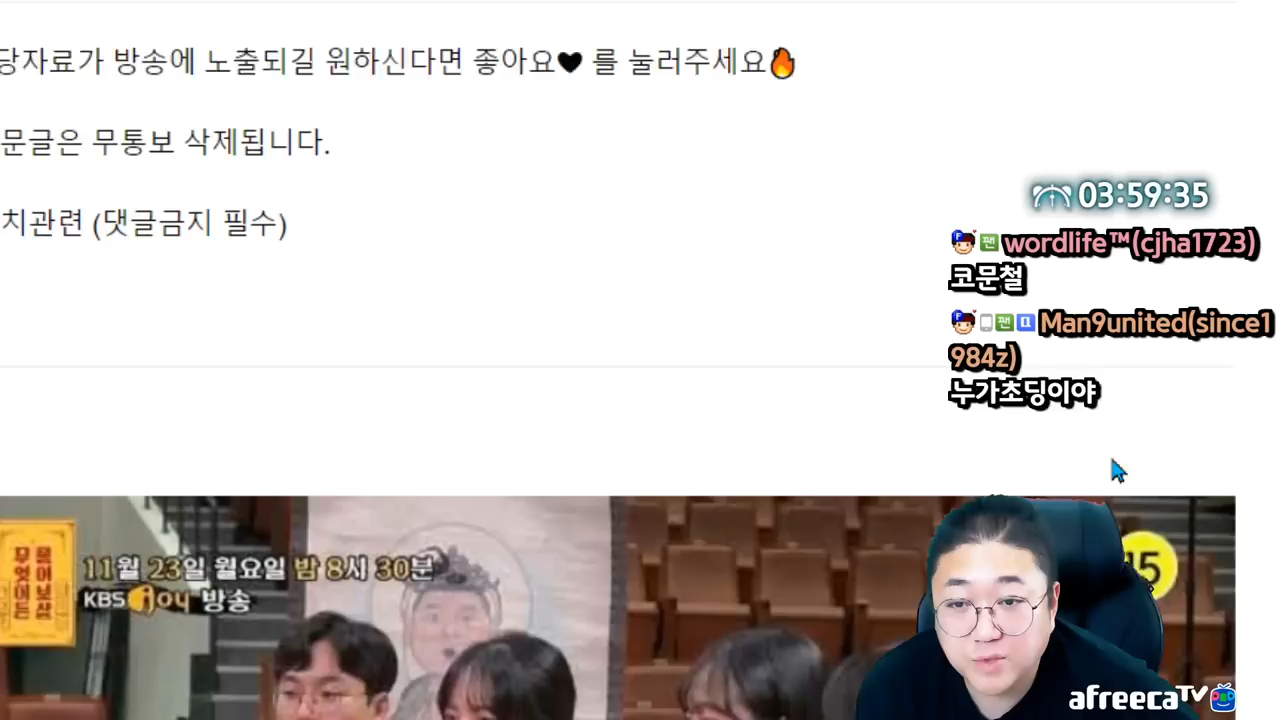 당자료가 방송에 노출되길 원하신다면 좋아요🖤 를 눌러주세요🔥
문글은 무통보 삭제됩니다.
치관련 (댓글금지 필수)
03:59:35
짼 wordlife™(cjha1723)
코문철
짼 Man9united(since1
984z)
누가초딩이야
무엇이든
물어보살
11월 23일 월요일 밤 8시 30분
KBS joy 방송
15
afreecaTV